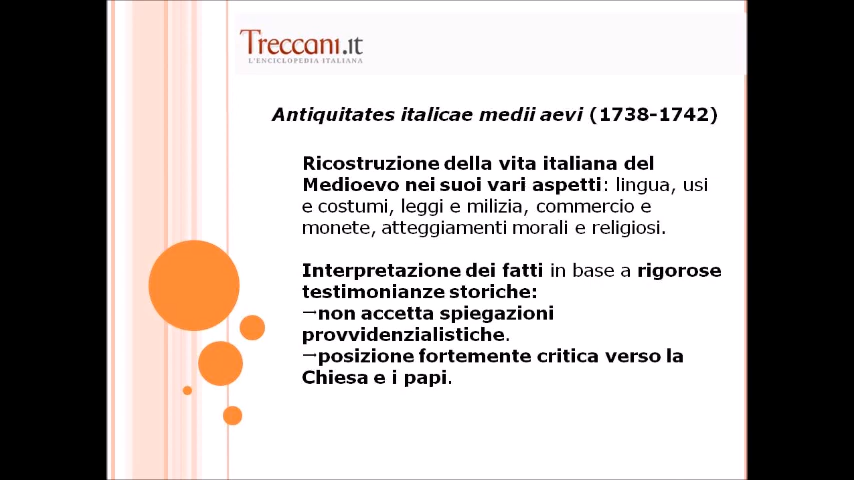 Treccani.it
L'ENCICLOPEDIA ITALIANA
Antiquitates italicae medii aevi (1738-1742)
Ricostruzione della vita italiana del
Medioevo nei suoi vari aspetti: lingua, usi
e costumi, leggi e milizia, commercio e
monete, atteggiamenti morali e religiosi.
Interpretazione dei fatti in base a rigorose
testimonianze storiche:
→non accetta spiegazioni
provvidenzialistiche.
→posizione fortemente critica verso la
Chiesa e i papi.